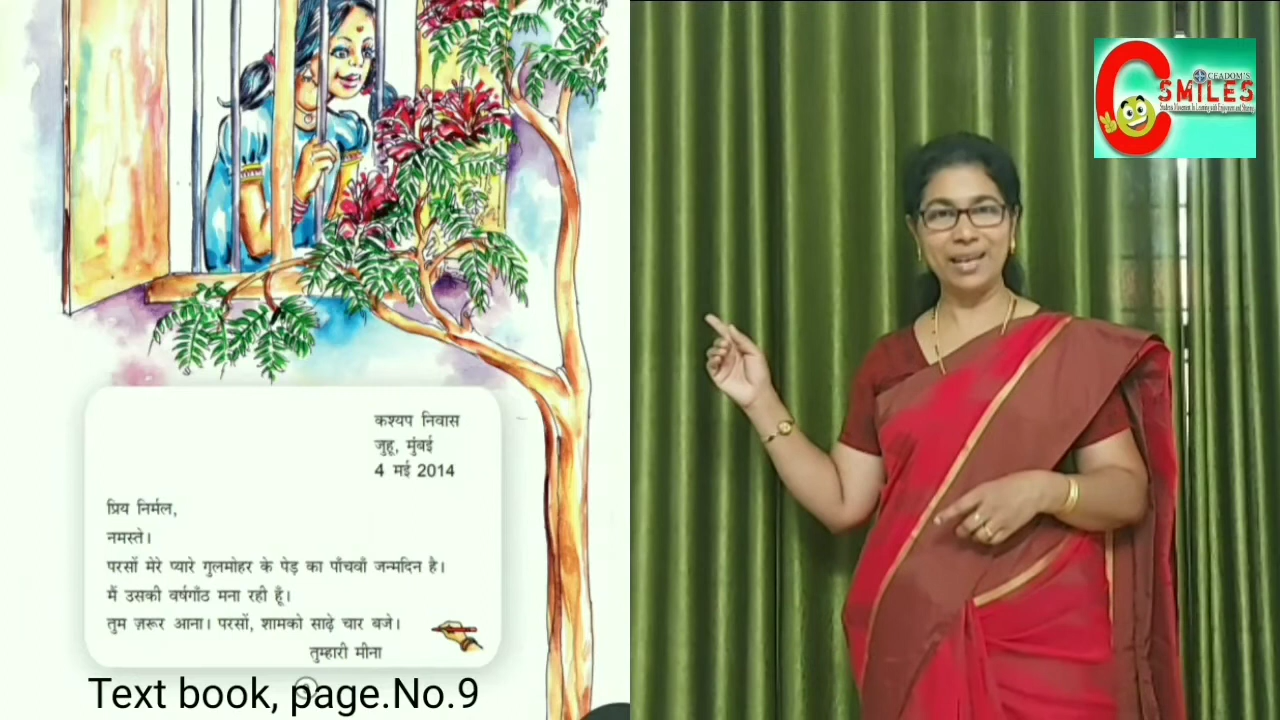 कश्यप निवास
जुहू, मुंबई
4 मई 2014
प्रिय निर्मल,
नमस्ते।
परसों मेरे प्यारे गुलमोहर के पेड़ का पाँचवाँ जन्मदिन है।
मैं उसकी वर्षगाँठ मना रही हूँ।
तुम ज़रूर आना। परसों, शामको साढ़े चार बजे।
तुम्हारी मीना
Text book, page.No.9
CEADOM'S
C SMILES